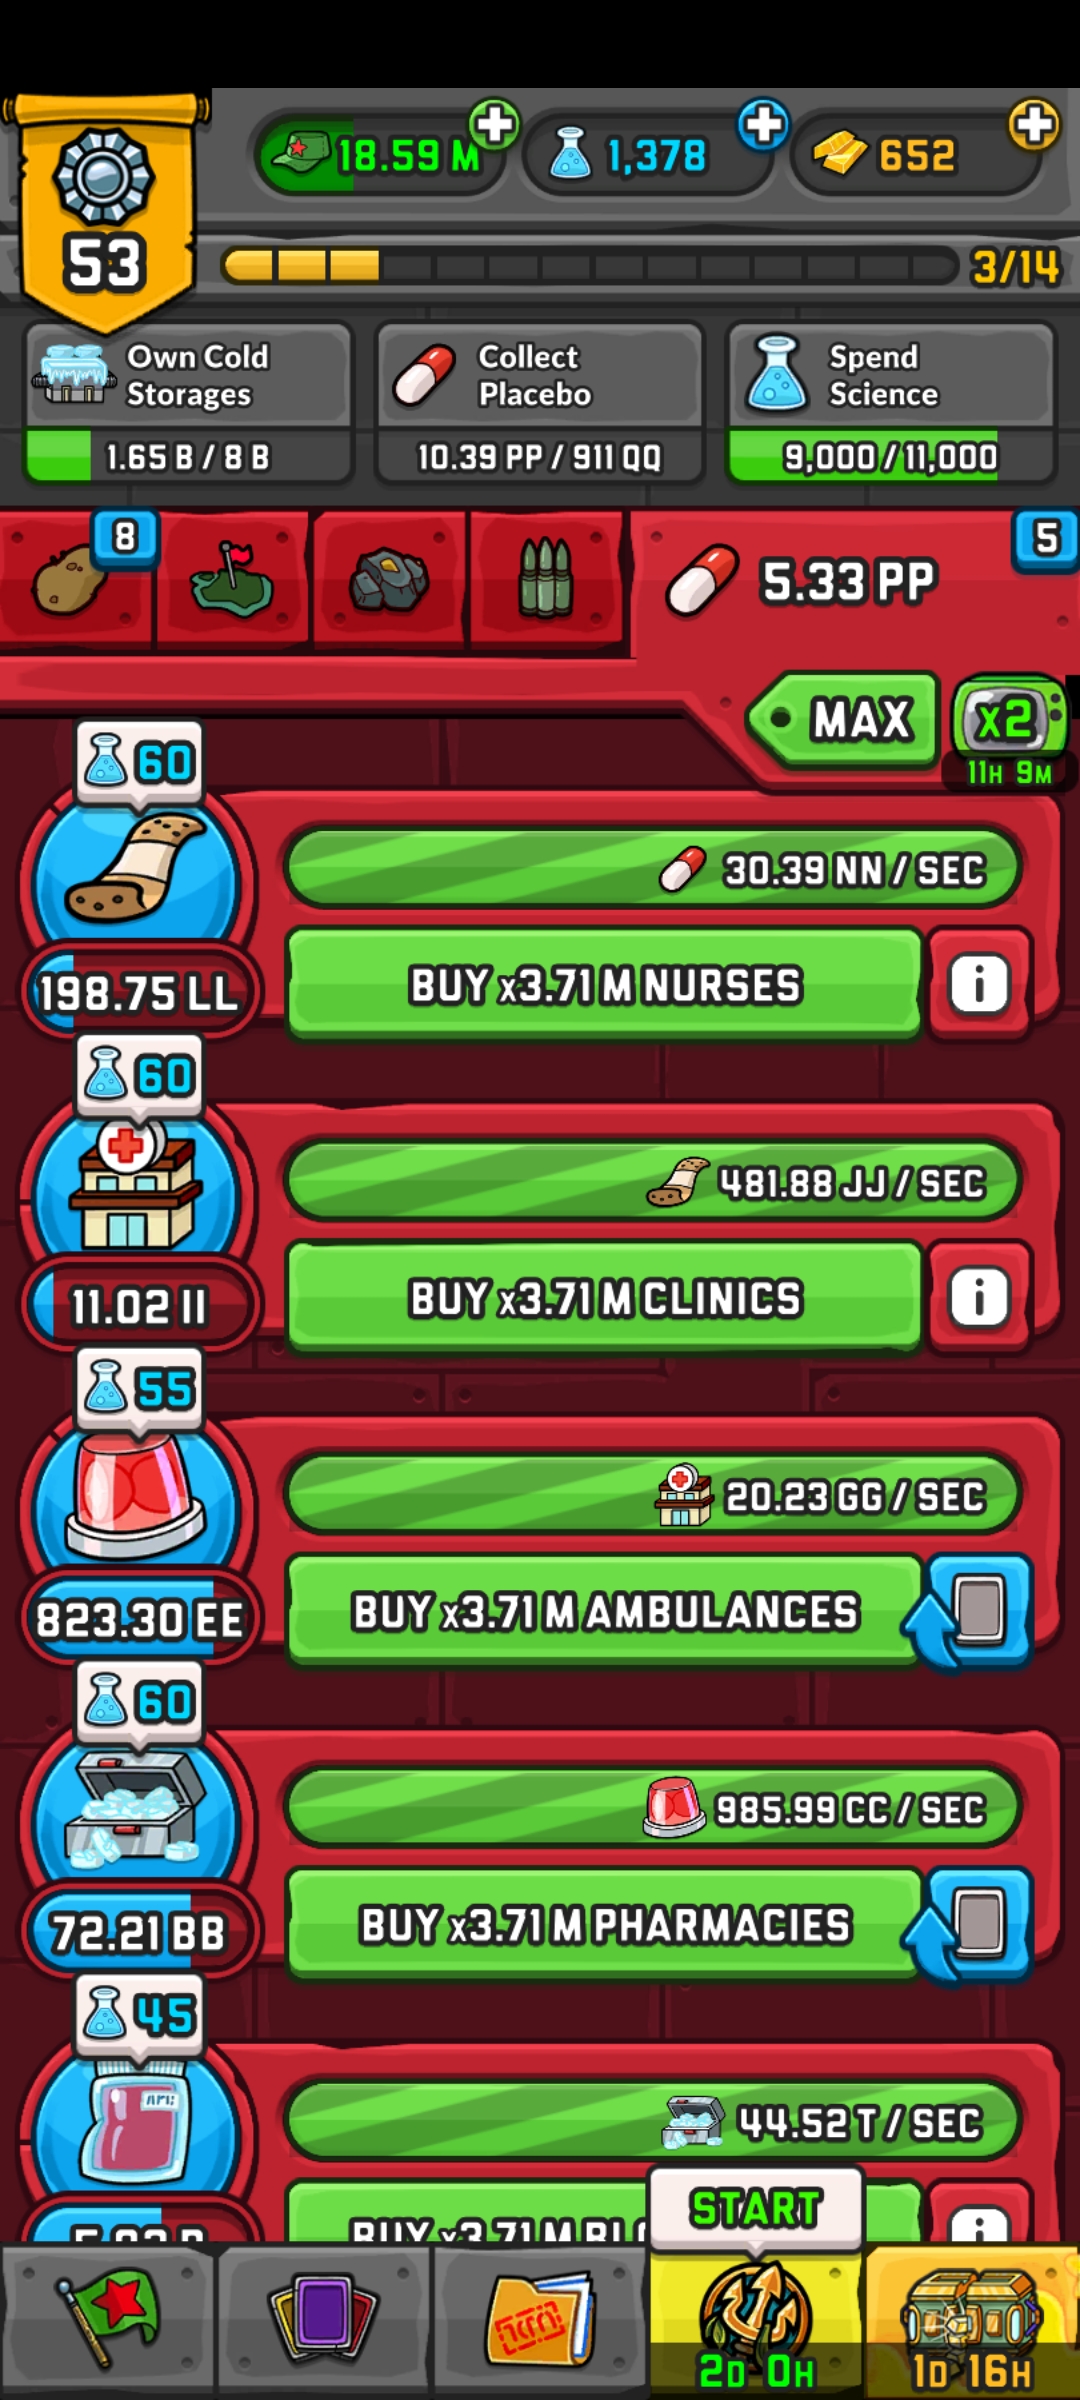 53
18.59 M
1,378
652
3/14
Own Cold
Storages
1.65 B / 8 B
Collect
Placebo
10.39 PP / 911 QQ
Spend
Science
9,000 / 11,000
8
5.33 PP
5
MAX
x2
11H 9M
60
30.39 NN / SEC
198.75 LL
BUY x3.71 M NURSES
i
60
481.88 JJ / SEC
11.02 II
BUY x3.71 M CLINICS
i
55
20.23 GG / SEC
823.30 EE
BUY x3.71 M AMBULANCES
60
985.99 CC / SEC
72.21 BB
BUY x3.71 M PHARMACIES
45
44.52 T / SEC
BUY x3.71 M
i
START
2D 0H
1D 16H